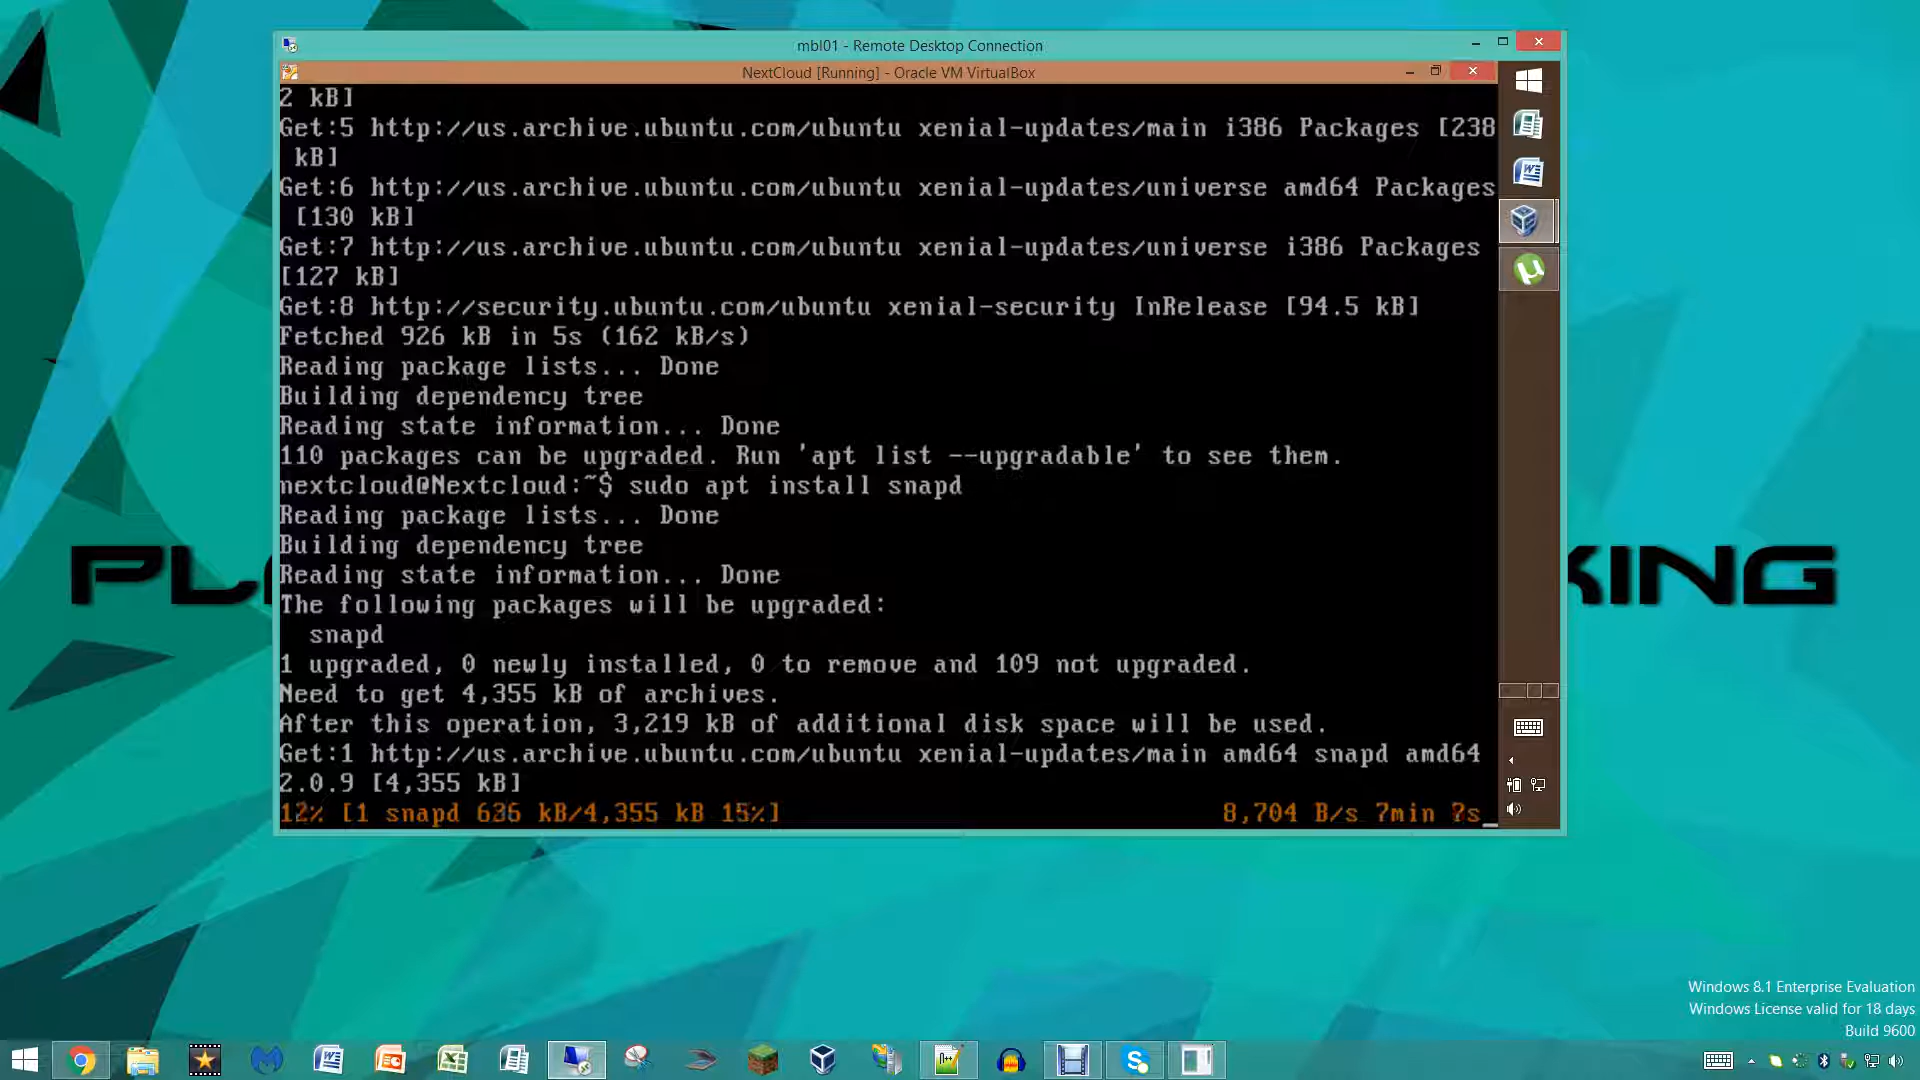 mbl01 - Remote Desktop Connection
NextCloud [Running] - Oracle VM VirtualBox
2 kB]
Get:5 http://us.archive.ubuntu.com/ubuntu xenial-updates/main i386 Packages [238
kB]
Get:6 http://us.archive.ubuntu.com/ubuntu xenial-updates/universe amd64 Packages
[130 kB]
Get:7 http://us.archive.ubuntu.com/ubuntu xenial-updates/universe i386 Packages
[127 kB]
Get:8 http://security.ubuntu.com/ubuntu xenial-security InRelease [94.5 kB]
Fetched 926 kB in 5s (162 kB/s)
Reading package lists... Done
Building dependency tree
Reading state information... Done
110 packages can be upgraded. Run 'apt list --upgradable' to see them.
nextcloud@Nextcloud:~$ sudo apt install snapd
Reading package lists... Done
Building dependency tree
Reading state information... Done
The following packages will be upgraded:
snapd
1 upgraded, 0 newly installed, 0 to remove and 109 not upgraded.
Need to get 4,355 kB of archives.
After this operation, 3,219 kB of additional disk space will be used.
Get:1 http://us.archive.ubuntu.com/ubuntu xenial-updates/main amd64 snapd amd64
2.0.9 [4,355 kB]
12% [1 snapd 636 kB/4,355 kB 15%] 8,704 B/s 7min
KING
Windows 8.1 Enterprise Evaluation
Windows License valid for 18 days
Build 9600